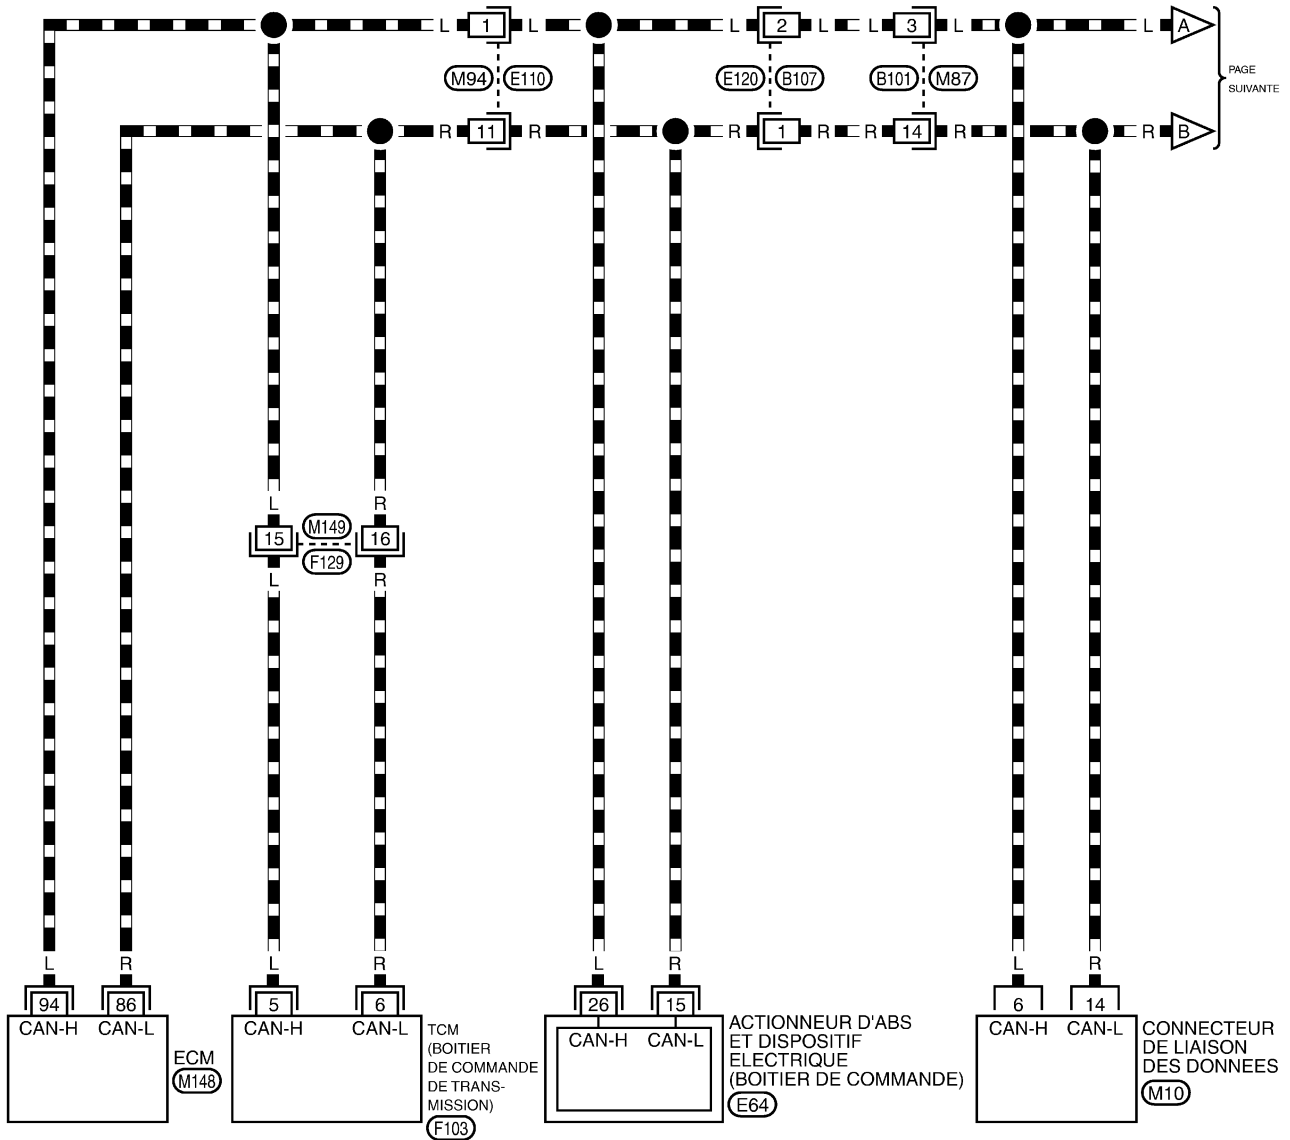 L 1 L L 2 L L 3 L L A
M94 E110 E120 B107 B101 M87
PAGE
SUIVANTE
R 11 R R 1 R R 14 R R B
L R
15 M149 16
F129
L R
L R L R L R L R
94 86 5 6 26 15 6 14
CAN-H CAN-L CAN-H CAN-L CAN-H CAN-L CAN-H CAN-L
ECM
M148
TCM
(BOITIER
DE COMMANDE
DE TRANS-
MISSION)
F103
ACTIONNEUR D'ABS
ET DISPOSITIF
ELECTRIQUE
(BOITIER DE COMMANDE)
E64
CONNECTEUR
DE LIAISON
DES DONNEES
M10